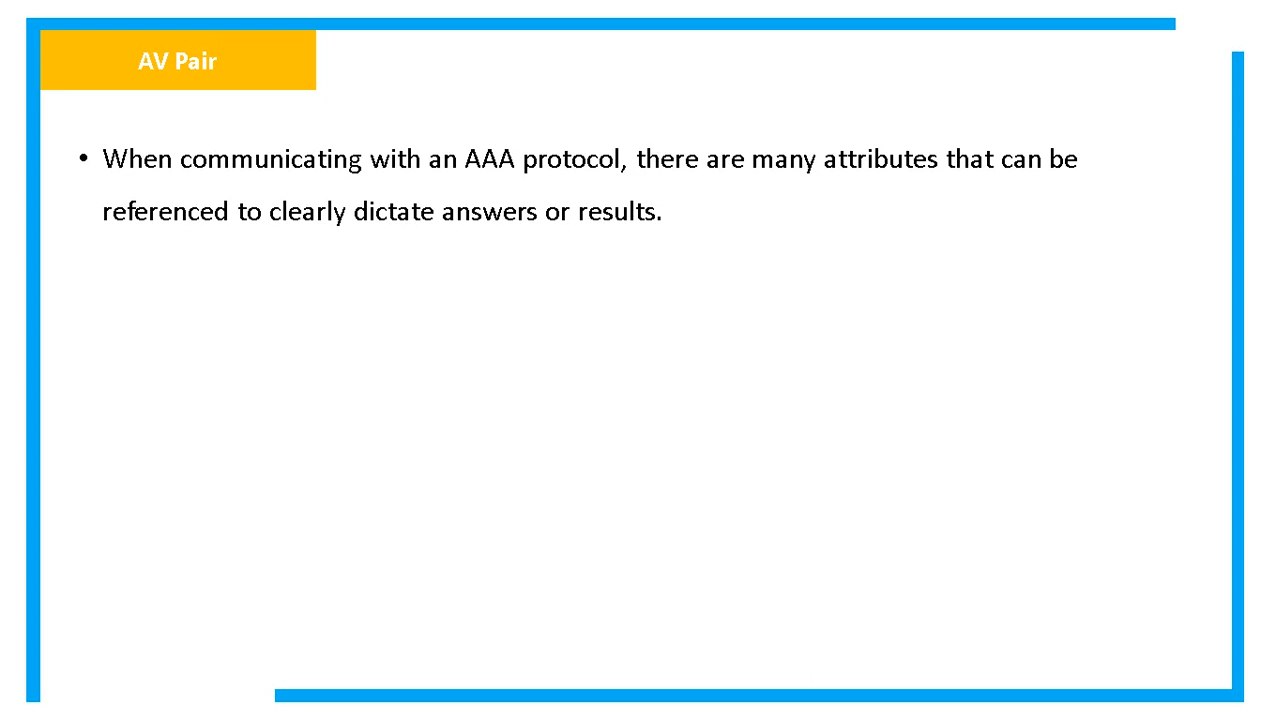 AV Pair
• When communicating with an AAA protocol, there are many attributes that can be
referenced to clearly dictate answers or results.